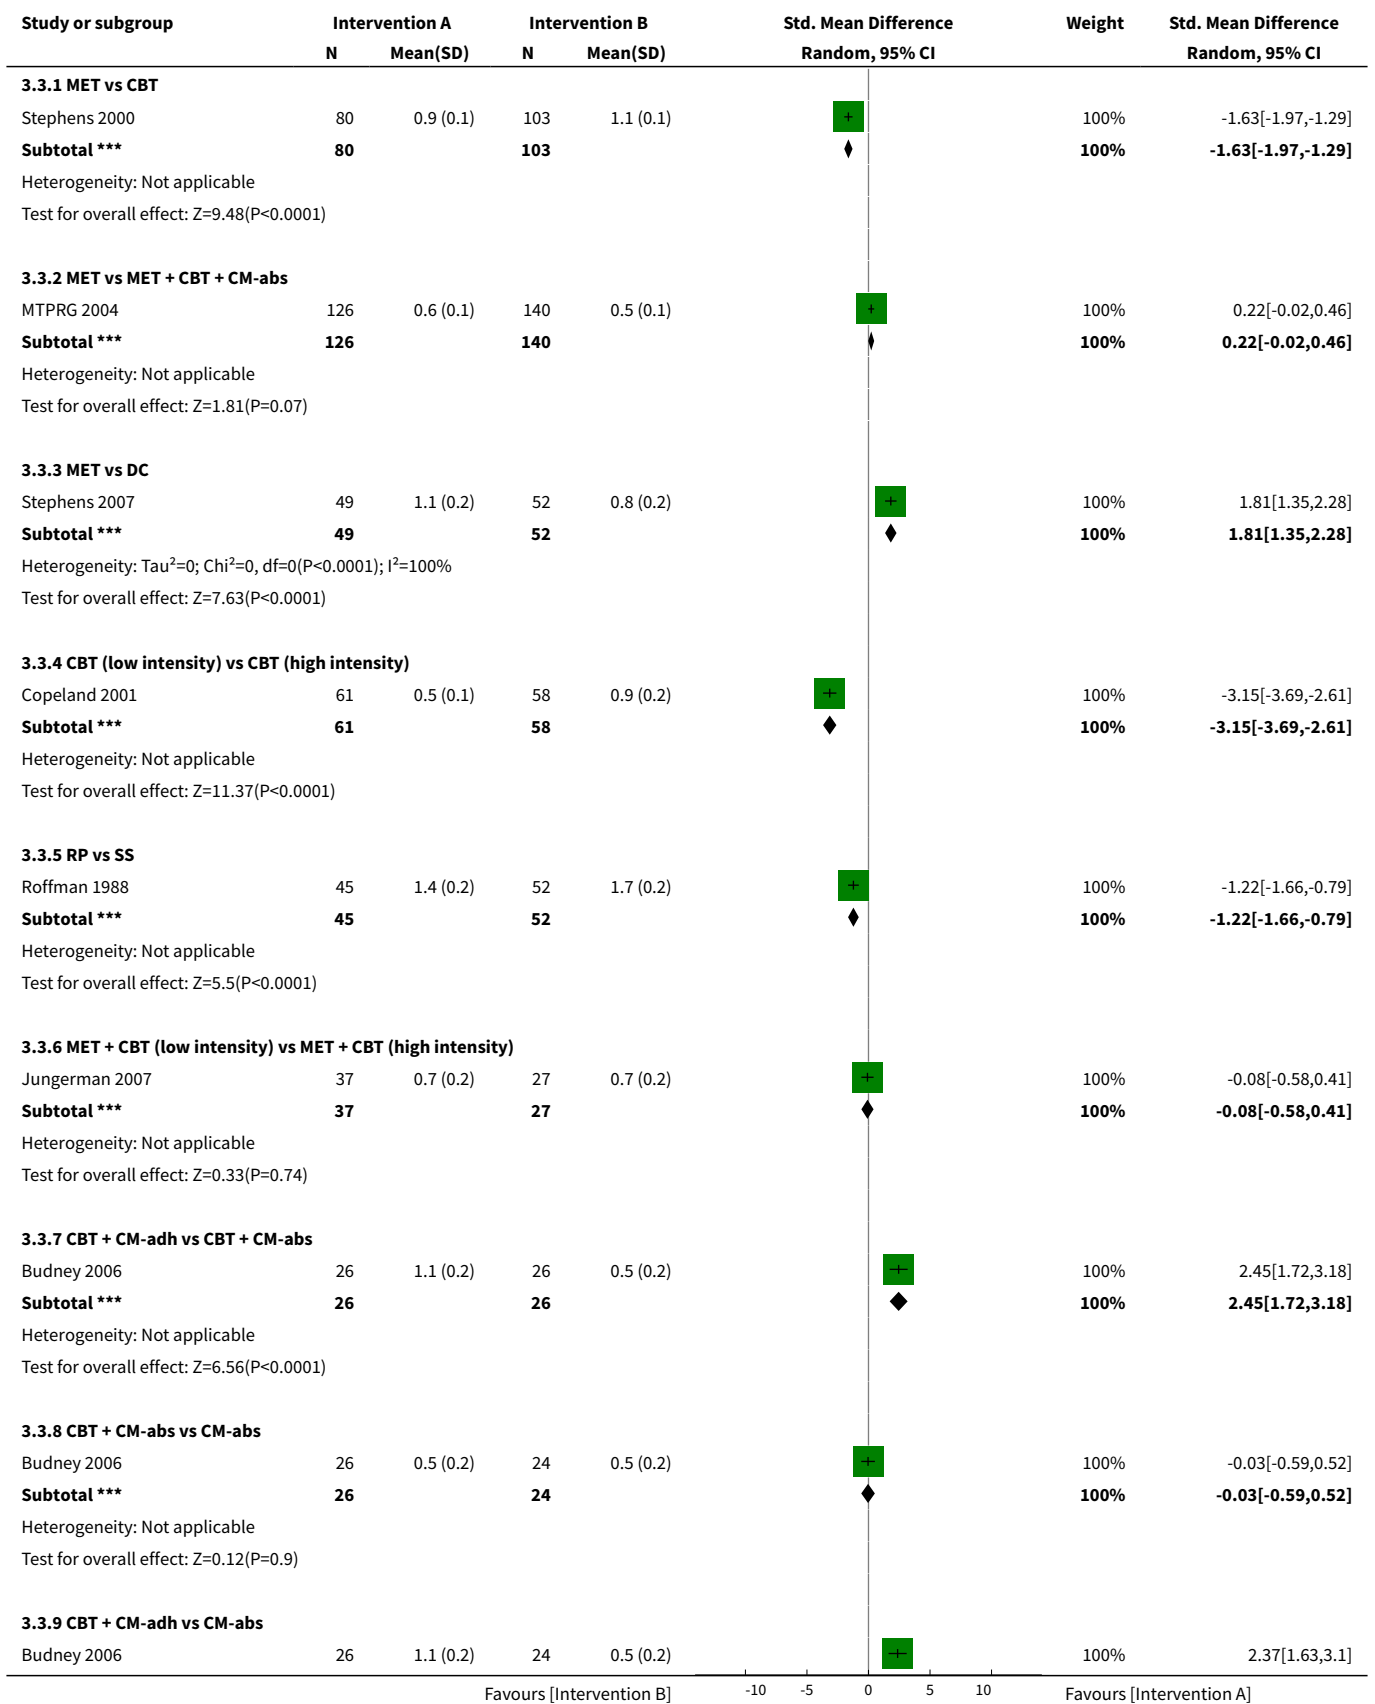 Study or subgroup Intervention A Intervention B Std. Mean Difference Weight Std. Mean Difference
N Mean(SD) N Mean(SD) Random, 95% CI Random, 95% CI
3.3.1 MET vs CBT
Stephens 2000 80 0.9 (0.1) 103 1.1 (0.1) 100% -1.63[-1.97,-1.29]
Subtotal *** 80 103 100% -1.63[-1.97,-1.29]
Heterogeneity: Not applicable
Test for overall effect: Z=9.48(P<0.0001)
3.3.2 MET vs MET + CBT + CM-abs
MTPRG 2004 126 0.6 (0.1) 140 0.5 (0.1) 100% 0.22[-0.02,0.46]
Subtotal *** 126 140 100% 0.22[-0.02,0.46]
Heterogeneity: Not applicable
Test for overall effect: Z=1.81(P=0.07)
3.3.3 MET vs DC
Stephens 2007 49 1.1 (0.2) 52 0.8 (0.2) 100% 1.81[1.35,2.28]
Subtotal *** 49 52 100% 1.81[1.35,2.28]
Heterogeneity: Tau²=0; Chi²=0, df=0(P<0.0001); I²=100%
Test for overall effect: Z=7.63(P<0.0001)
3.3.4 CBT (low intensity) vs CBT (high intensity)
Copeland 2001 61 0.5 (0.1) 58 0.9 (0.2) 100% -3.15[-3.69,-2.61]
Subtotal *** 61 58 100% -3.15[-3.69,-2.61]
Heterogeneity: Not applicable
Test for overall effect: Z=11.37(P<0.0001)
3.3.5 RP vs SS
Roffman 1988 45 1.4 (0.2) 52 1.7 (0.2) 100% -1.22[-1.66,-0.79]
Subtotal *** 45 52 100% -1.22[-1.66,-0.79]
Heterogeneity: Not applicable
Test for overall effect: Z=5.5(P<0.0001)
3.3.6 MET + CBT (low intensity) vs MET + CBT (high intensity)
Jungerman 2007 37 0.7 (0.2) 27 0.7 (0.2) 100% -0.08[-0.58,0.41]
Subtotal *** 37 27 100% -0.08[-0.58,0.41]
Heterogeneity: Not applicable
Test for overall effect: Z=0.33(P=0.74)
3.3.7 CBT + CM-adh vs CBT + CM-abs
Budney 2006 26 1.1 (0.2) 26 0.5 (0.2) 100% 2.45[1.72,3.18]
Subtotal *** 26 26 100% 2.45[1.72,3.18]
Heterogeneity: Not applicable
Test for overall effect: Z=6.56(P<0.0001)
3.3.8 CBT + CM-abs vs CM-abs
Budney 2006 26 0.5 (0.2) 24 0.5 (0.2) 100% -0.03[-0.59,0.52]
Subtotal *** 26 24 100% -0.03[-0.59,0.52]
Heterogeneity: Not applicable
Test for overall effect: Z=0.12(P=0.9)
3.3.9 CBT + CM-adh vs CM-abs
Budney 2006 26 1.1 (0.2) 24 0.5 (0.2) 100% 2.37[1.63,3.1]
Favours [Intervention B] -10 -5 0 5 10 Favours [Intervention A]